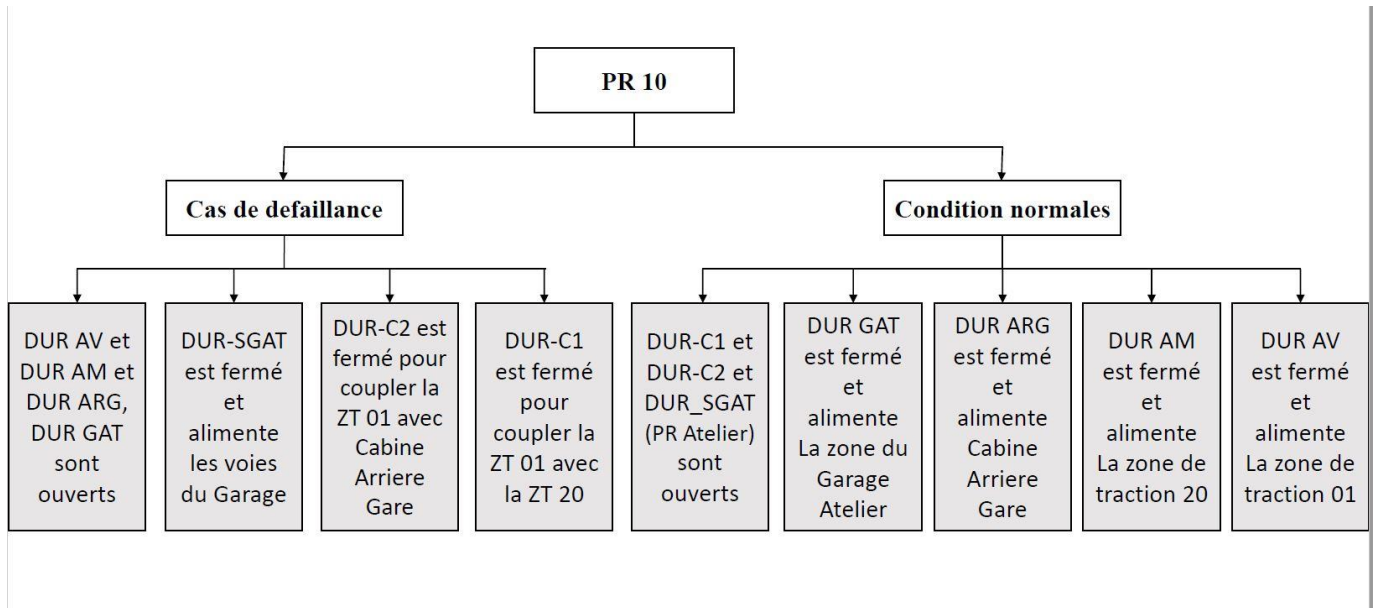 PR 10
Cas de defaillance
Condition normales
DUR AV et
DUR AM et
DUR ARG,
DUR GAT
sont
ouverts
DUR-SGAT
est fermé
et
alimente
les voies
du Garage
DUR-C2 est
fermé pour
coupler la
ZT 01 avec
Cabine
Arriere
Gare
DUR-C1
est fermé
pour
coupler la
ZT 01 avec
la ZT 20
DUR-C1 et
DUR-C2 et
DUR_SGAT
(PR Atelier)
sont
ouverts
DUR GAT
est fermé
et
alimente
La zone du
Garage
Atelier
DUR ARG
est fermé et
alimente
Cabine
Arriere
Gare
DUR AM
est fermé
et
alimente
La zone de
traction 20
DUR AV
est fermé
et
alimente
La zone de
traction 01